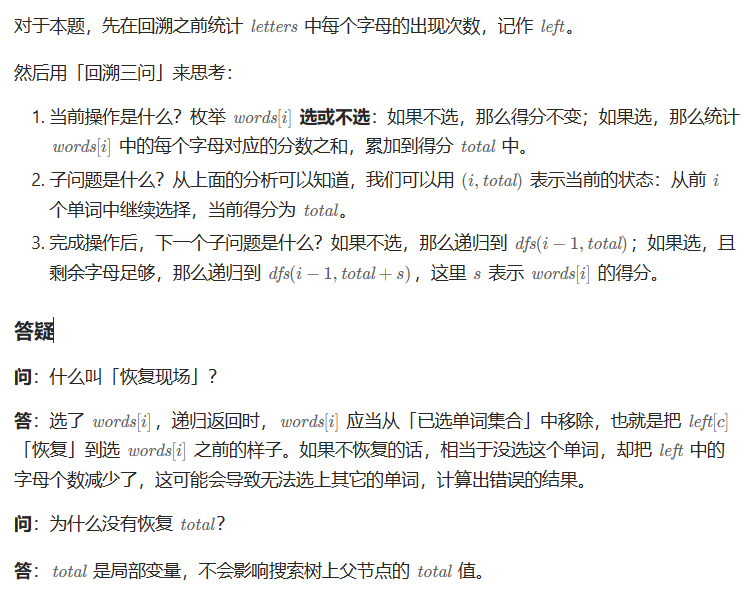 对于本题，先在回溯之前统计 letters 中每个字母的出现次数，记作 left。
然后用「回溯三问」来思考：
1. 当前操作是什么？枚举 words[i] 选或不选：如果不选，那么得分不变；如果选，那么统计
words[i] 中的每个字母对应的分数之和，累加到得分 total 中。
2. 子问题是什么？从上面的分析可以知道，我们可以用 (i, total) 表示当前的状态：从前 i
个单词中继续选择，当前得分为 total。
3. 完成操作后，下一个子问题是什么？如果不选，那么递归到 dfs(i − 1, total)；如果选，且
剩余字母足够，那么递归到 dfs(i − 1, total + s)，这里 s 表示 words[i] 的得分。
答疑
问：什么叫「恢复现场」？
答：选了 words[i]，递归返回时，words[i] 应当从「已选单词集合」中移除，也就是把 left[c]
「恢复」到选 words[i] 之前的样子。如果不恢复的话，相当于没选这个单词，却把 left 中的
字母个数减少了，这可能会导致无法选上其它的单词，计算出错误的结果。
问：为什么没有恢复 total？
答：total 是局部变量，不会影响搜索树上父节点的 total 值。